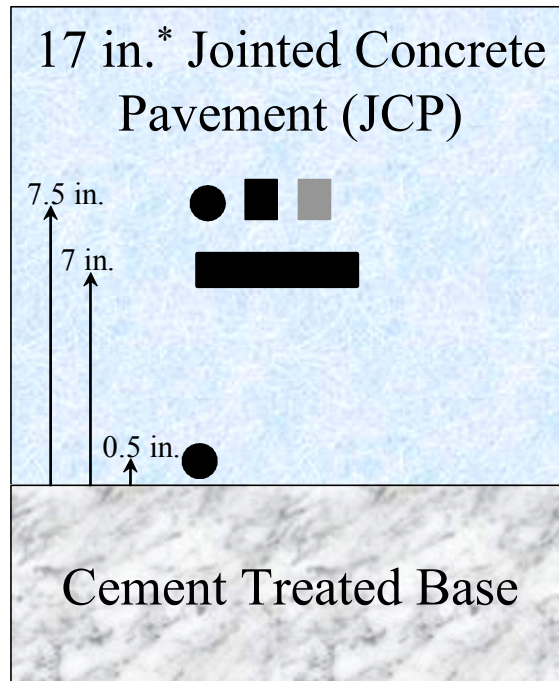 17 in.* Jointed Concrete
Pavement (JCP)
7.5 in.
7 in.
0.5 in.
Cement Treated Base